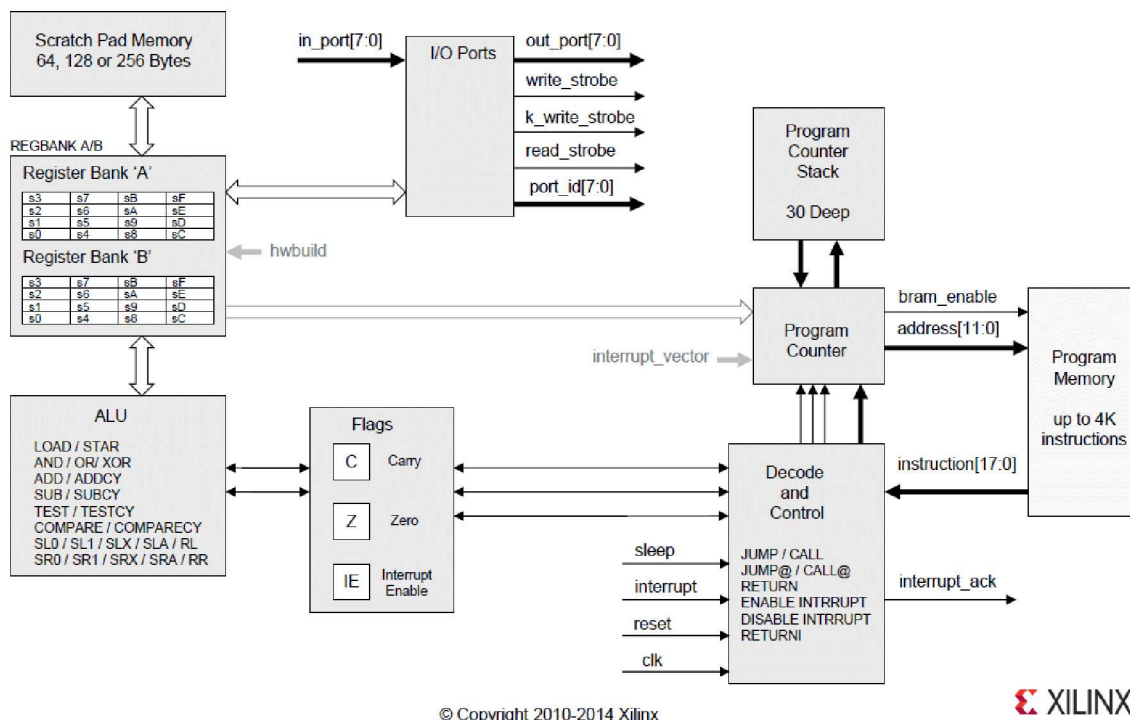 Scratch Pad Memory
64, 128 or 256 Bytes
in_port[7:0]
I/O Ports
out_port[7:0]
write_strobe
k_write_strobe
read_strobe
port_id[7:0]
REGBANK A/B
Register Bank 'A'
s3 s7 sB sF
s2 s6 sA sE
s1 s5 s9 sD
s0 s4 s8 sC
Register Bank 'B'
s3 s7 sB sF
s2 s6 sA sE
s1 s5 s9 sD
s0 s4 s8 sC
hwbuild
Program
Counter
Stack
30 Deep
Program
Counter
interrupt_vector
bram_enable
address[11:0]
Program
Memory
up to 4K
instructions
instruction[17:0]
ALU
LOAD / STAR
AND / OR/ XOR
ADD / ADDCY
SUB / SUBCY
TEST / TESTCY
COMPARE / COMPARECY
SL0 / SL1 / SLX / SLA / RL
SR0 / SR1 / SRX / SRA / RR
Flags
C Carry
Z Zero
IE Interrupt
Enable
Decode
and
Control
JUMP / CALL
JUMP@ / CALL@
RETURN
ENABLE INTRRUPT
DISABLE INTRRUPT
RETURNI
sleep
interrupt
reset
clk
interrupt_ack
© Copyright 2010-2014 Xilinx
XILINX